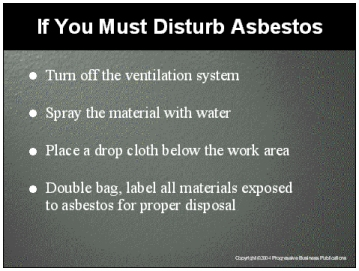 If You Must Disturb Asbestos
Turn off the ventilation system
Spray the material with water
Place a drop cloth below the work area
Double bag, label all materials exposed
to asbestos for proper disposal
Copyright ©2004 Progressive Business Publications